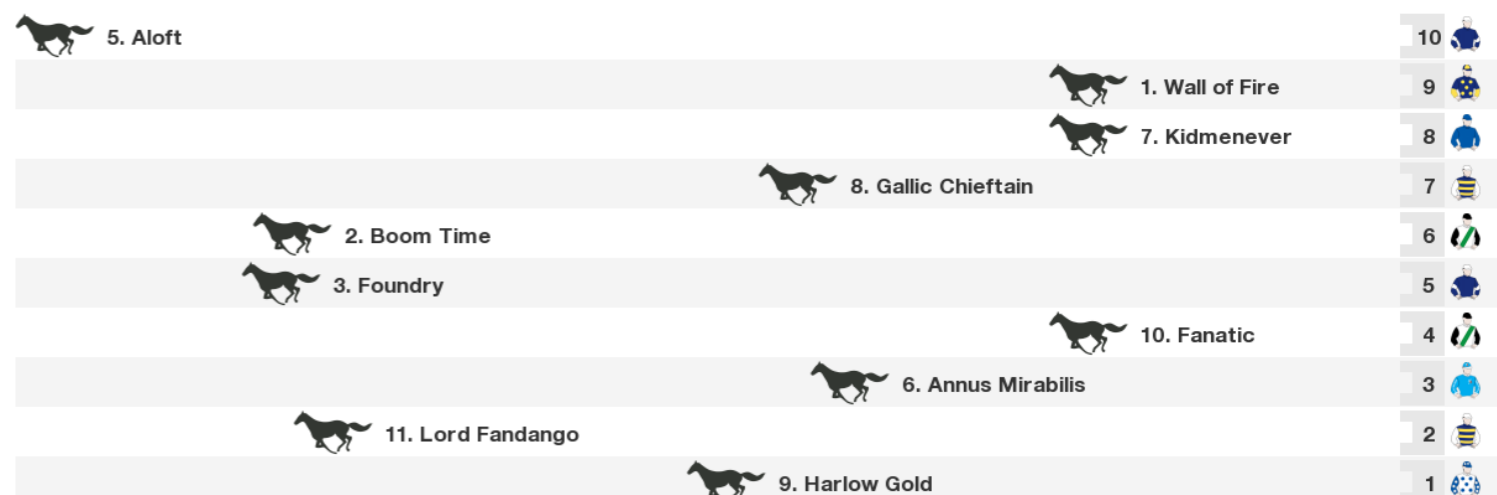 5. Aloft 10
1. Wall of Fire 9
7. Kidmenever 8
8. Gallic Chieftain 7
2. Boom Time 6
3. Foundry 5
10. Fanatic 4
6. Annus Mirabilis 3
11. Lord Fandango 2
9. Harlow Gold 1